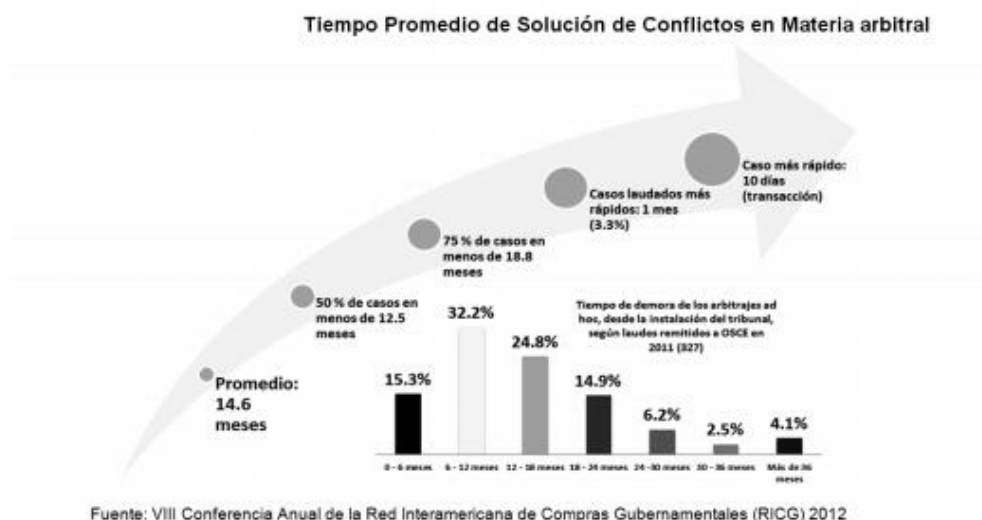 Tiempo Promedio de Solución de Conflictos en Materia arbitral
Caso más rápido:
10 días
(transacción)
Casos laudados más
rápidos: 1 mes
(3.3%)
75 % de casos en
menos de 18.8
meses
50 % de casos en
menos de 12.5
meses
Promedio:
14.6
meses
Tiempo de demora de los arbitrajes ad
hoc, desde la instalación del tribunal,
según laudos remitidos a OSCE en
2011 (327)
15.3%
32.2%
24.8%
14.9%
6.2%
2.5%
4.1%
0 - 6 meses
6 - 12 meses
12 - 18 meses
18 - 24 meses
24 - 30 meses
30 - 36 meses
Más de 36
meses
Fuente: VIII Conferencia Anual de la Red Interamericana de Compras Gubernamentales (RICG) 2012